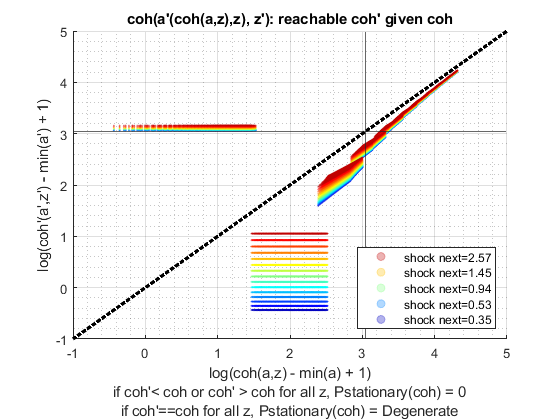 coh(a'(coh(a,z),z), z'): reachable coh' given coh
log(coh'(a',z') - min(a') + 1)
5
4
3
2
1
0
-1
shock next=2.57
shock next=1.45
shock next=0.94
shock next=0.53
shock next=0.35
-1 0 1 2 3 4 5
log(coh(a,z) - min(a) + 1)
if coh'< coh or coh' > coh for all z, Pstationary(coh) = 0
if coh'==coh for all z, Pstationary(coh) = Degenerate